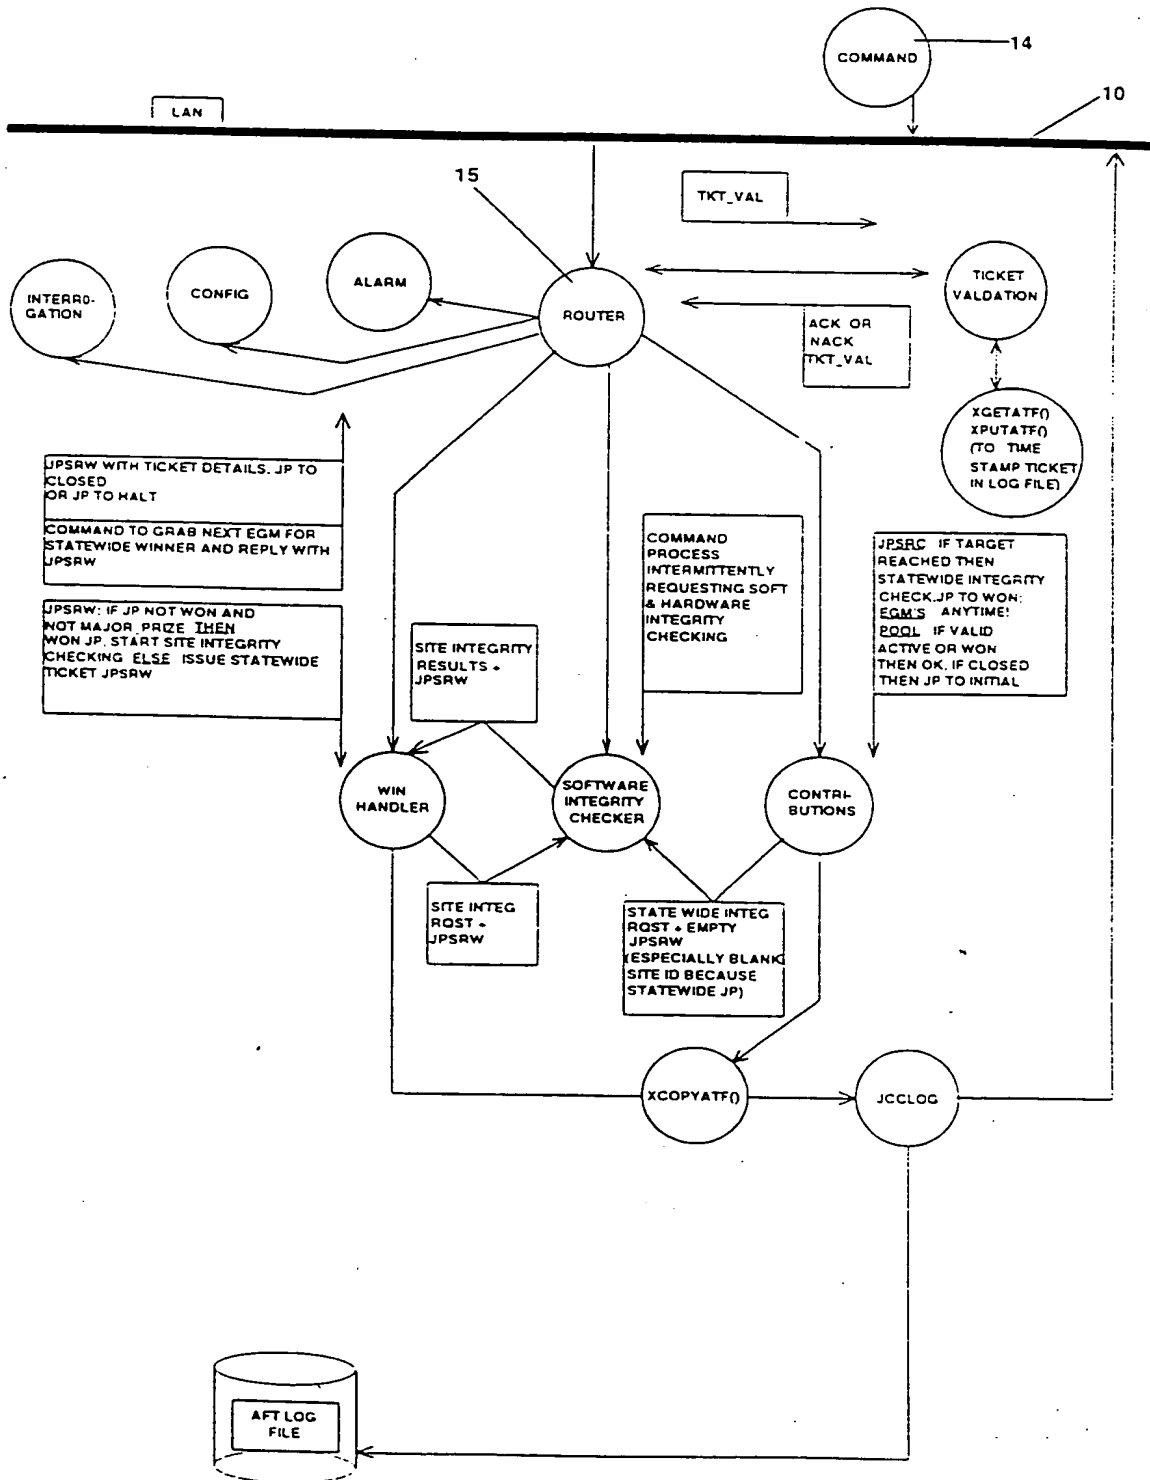 14
COMMAND
10
LAN
15
TKT_VAL
INTERRO-
GATION
CONFIG
ALARM
ROUTER
TICKET
VALDATION
ACK OR
NACK
TKT_VAL
XGETATF()
XPUTATF()
(TO TIME
STAMP TICKET
IN LOG FILE)
JPSRW WITH TICKET DETAILS. JP TO
CLOSED
OR JP TO HALT
COMMAND TO GRAB NEXT EGM FOR
STATEWIDE WINNER AND REPLY WITH
JPSRW
JPSRW: IF JP NOT WON AND
NOT MAJOR PRIZE THEN
WON JP. START SITE INTEGRITY
CHECKING ELSE ISSUE STATEWIDE
TICKET JPSRW
SITE INTEGRITY
RESULTS +
JPSRW
COMMAND
PROCESS
INTERMITTENTLY
REQUESTING SOFT
& HARDWARE
INTEGRITY
CHECKING
JPSRC IF TARGET
REACHED THEN
STATEWIDE INTEGRITY
CHECK.JP TO WON;
EGM'S ANYTIME!
POOL IF VALID
ACTIVE OR WON
THEN OK. IF CLOSED
THEN JP TO INITIAL
WIN
HANDLER
SOFTWARE
INTEGRITY
CHECKER
CONTRI-
BUTIONS
SITE INTEG
RQST +
JPSRW
STATE WIDE INTEG
RQST + EMPTY
JPSRW
(ESPECIALLY BLANK
SITE ID BECAUSE
STATEWIDE JP)
XCOPYATF()
JCCLOG
AFT LOG
FILE